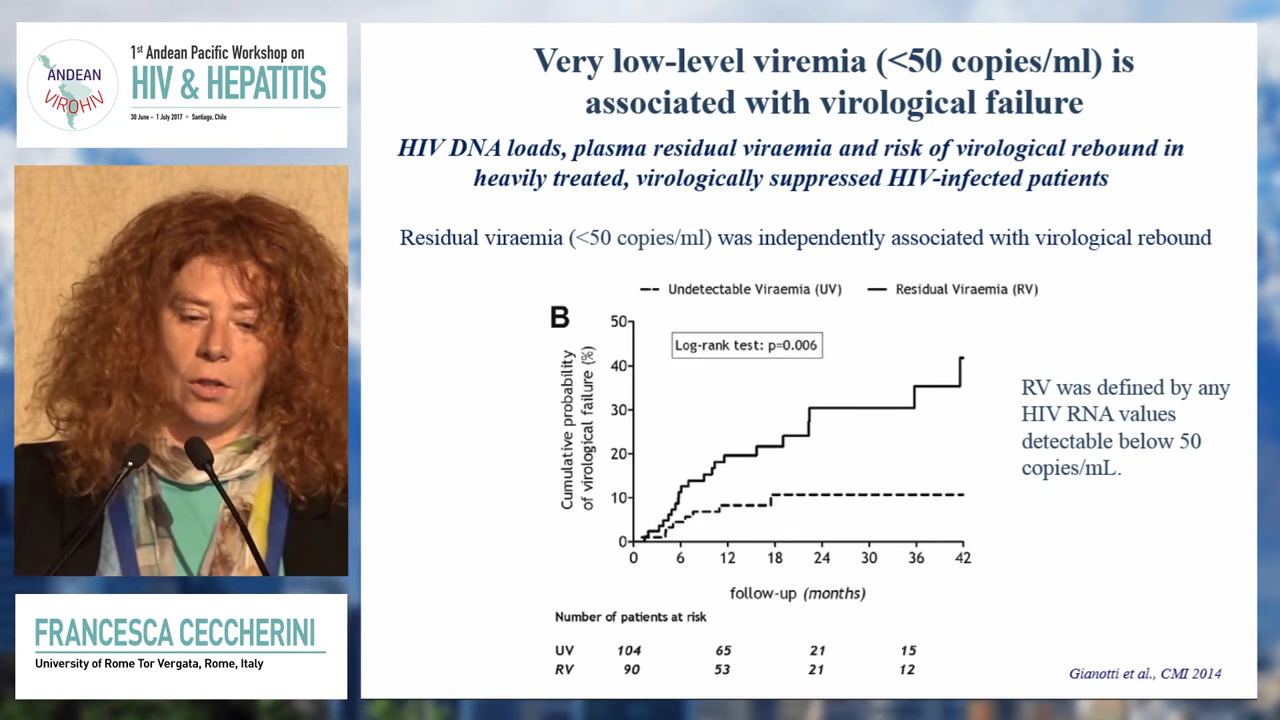 1st Andean Pacific Workshop on
HIV & HEPATITIS
30 June – 1 July 2017 • Santiago, Chile
ANDEAN
VIROHIV
Very low-level viremia (<50 copies/ml) is
associated with virological failure
HIV DNA loads, plasma residual viraemia and risk of virological rebound in
heavily treated, virologically suppressed HIV-infected patients
Residual viraemia (<50 copies/ml) was independently associated with virological rebound
Undetectable Viraemia (UV) Residual Viraemia (RV)
B
Log-rank test: p=0.006
Cumulative probability
of virological failure (%)
50
40
30
20
10
0
0 6 12 18 24 30 36 42
follow-up (months)
RV was defined by any
HIV RNA values
detectable below 50
copies/mL.
Number of patients at risk
UV 104 65 21 15
RV 90 53 21 12
Gianotti et al., CMI 2014
FRANCESCA CECCHERINI
University of Rome Tor Vergata, Rome, Italy